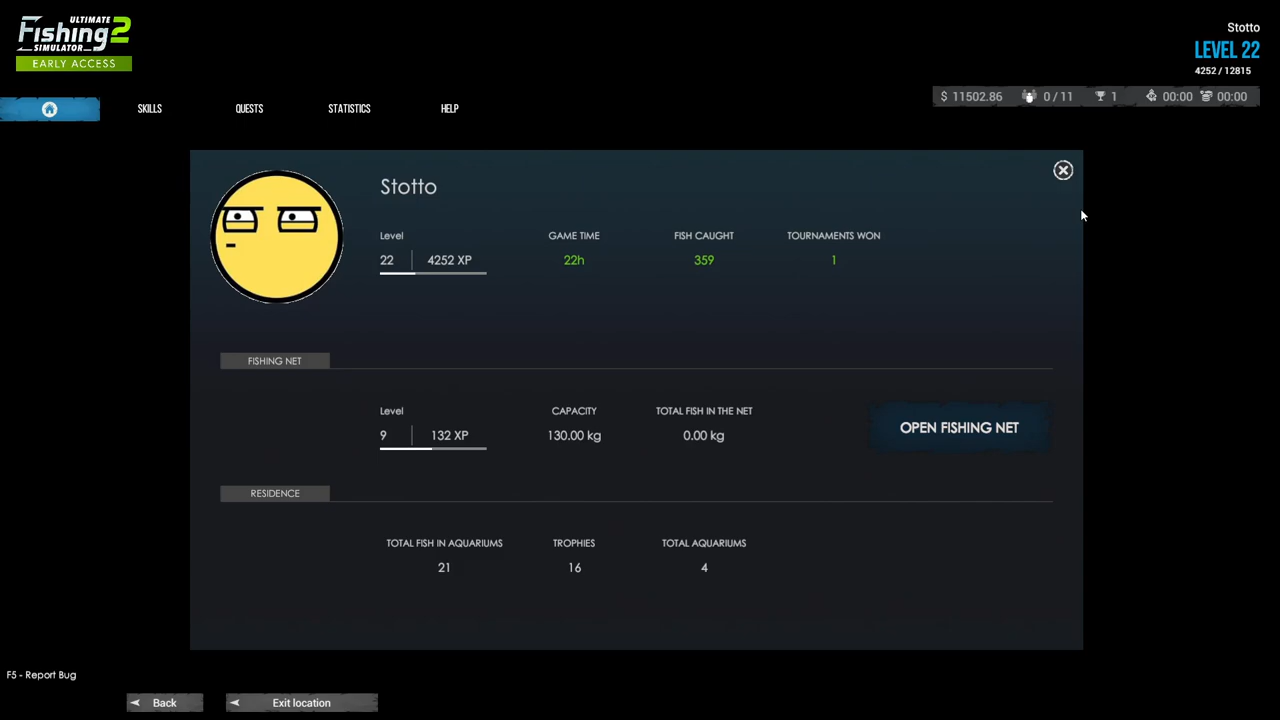 ULTIMATE
Fishing 2
SIMULATOR
EARLY ACCESS
Stotto
LEVEL 22
4252 / 12815
$ 11502.86 0 / 11 1 00:00 00:00
SKILLS QUESTS STATISTICS HELP
Stotto
Level GAME TIME FISH CAUGHT TOURNAMENTS WON
22 4252 XP 22h 359 1
FISHING NET
Level CAPACITY TOTAL FISH IN THE NET
9 132 XP 130.00 kg 0.00 kg
OPEN FISHING NET
RESIDENCE
TOTAL FISH IN AQUARIUMS TROPHIES TOTAL AQUARIUMS
21 16 4
F5 - Report Bug
Back Exit location